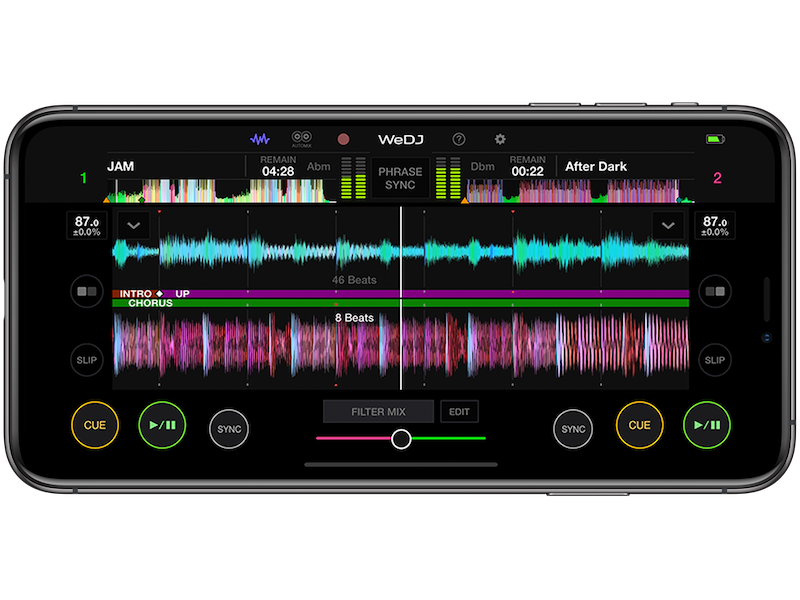 WeDJ
?
AUTOMIX
1
JAM
REMAIN
04:28
Abm
PHRASE
SYNC
Dbm
REMAIN
00:22
After Dark
2
87.0
±0.0%
87.0
±0.0%
46 Beats
INTRO UP
CHORUS
8 Beats
SLIP
SLIP
CUE
SYNC
FILTER MIX
EDIT
SYNC
CUE